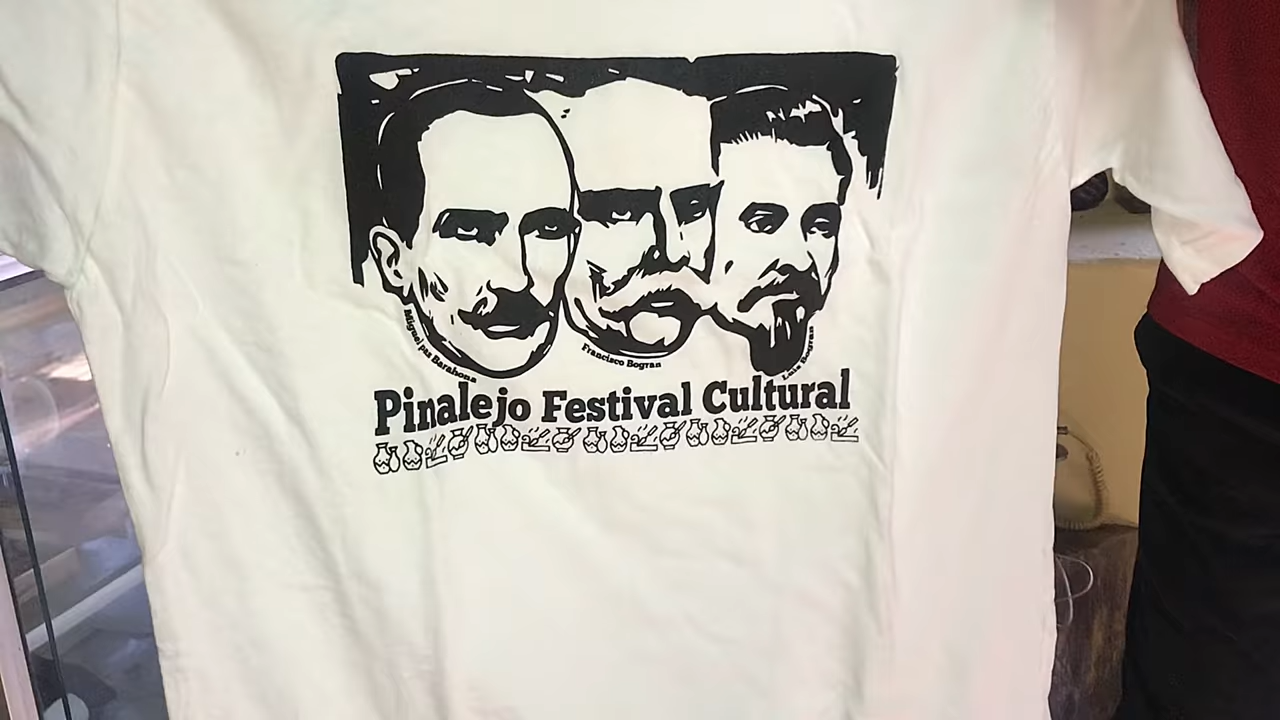 Miguel paz Barahona
Francisco Bogran
Luis Bogran
Pinalejo Festival Cultural